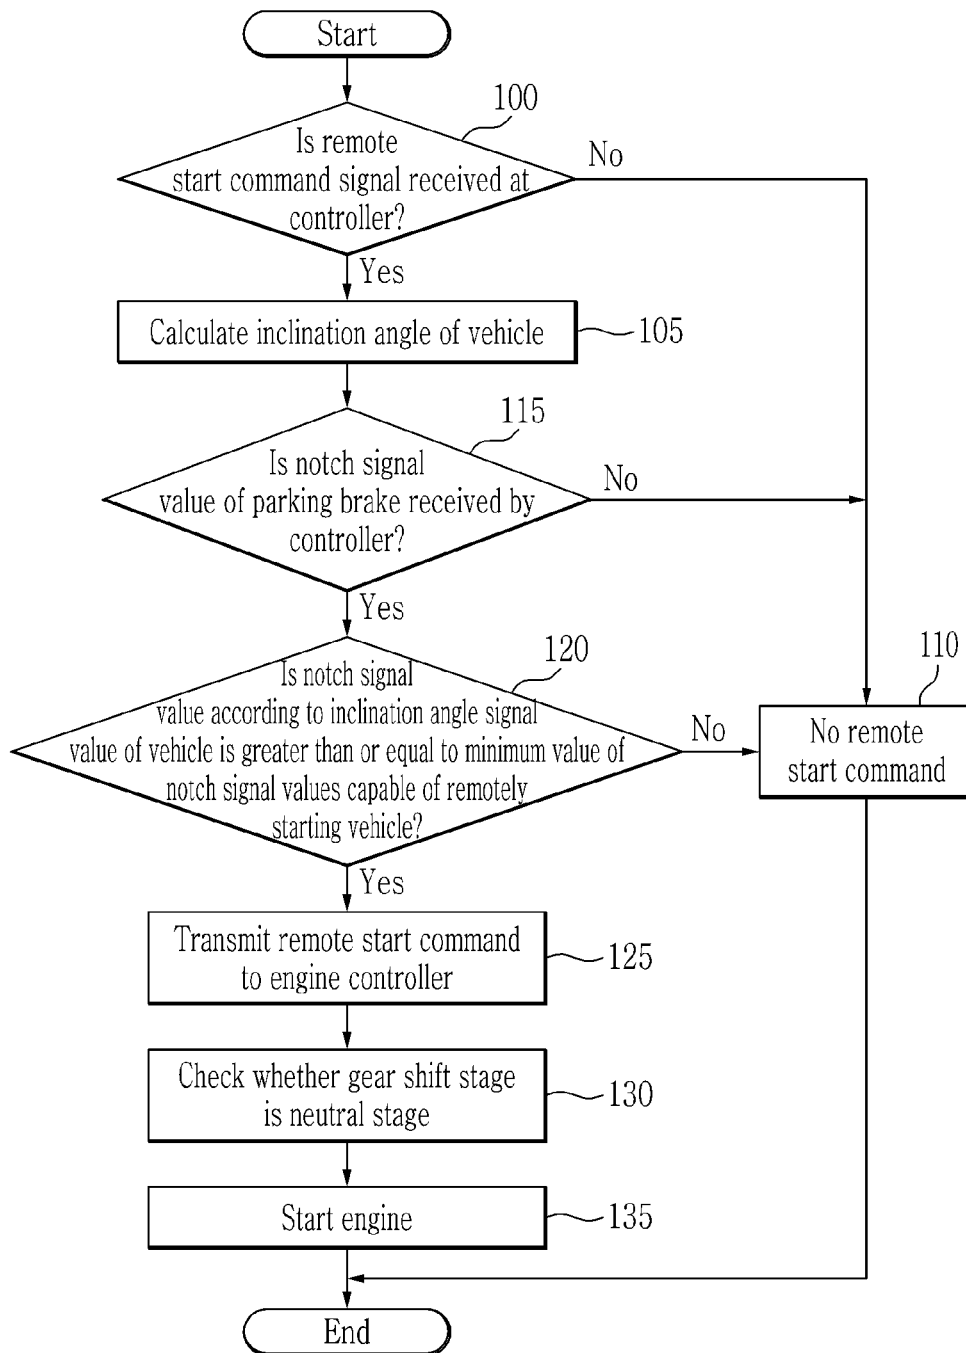 Start
100
Is remote
start command signal received at
controller?
No
Yes
Calculate inclination angle of vehicle
105
115
Is notch signal
value of parking brake received by
controller?
No
Yes
120
Is notch signal
value according to inclination angle signal
value of vehicle is greater than or equal to minimum value of
notch signal values capable of remotely
starting vehicle?
No
110
No remote
start command
Yes
Transmit remote start command
to engine controller
125
Check whether gear shift stage
is neutral stage
130
Start engine
135
End